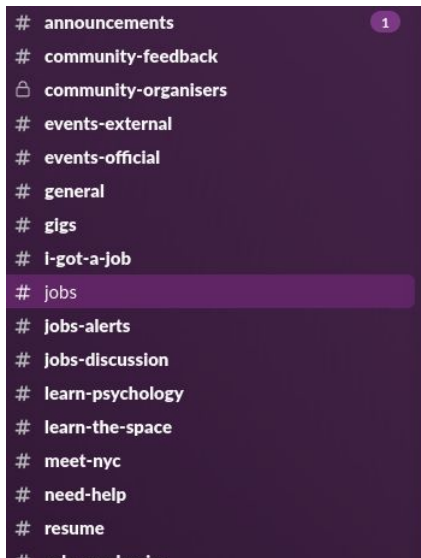 # announcements 1
# community-feedback
community-organisers
# events-external
# events-official
# general
# gigs
# i-got-a-job
# jobs
# jobs-alerts
# jobs-discussion
# learn-psychology
# learn-the-space
# meet-nyc
# need-help
# resume